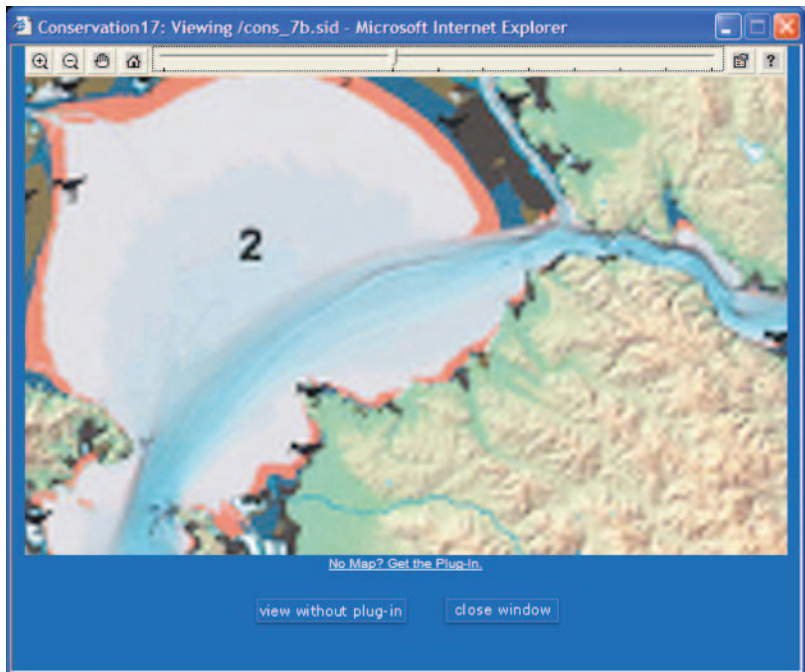 Conservation17: Viewing /cons_7b.sid - Microsoft Internet Explorer
?
2
No Map? Get the Plug-In.
view without plug-in
close window